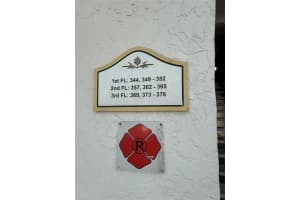 1st FL: 344, 349 - 352
2nd FL: 357, 362 - 365
3rd FL: 369, 373 - 376
R